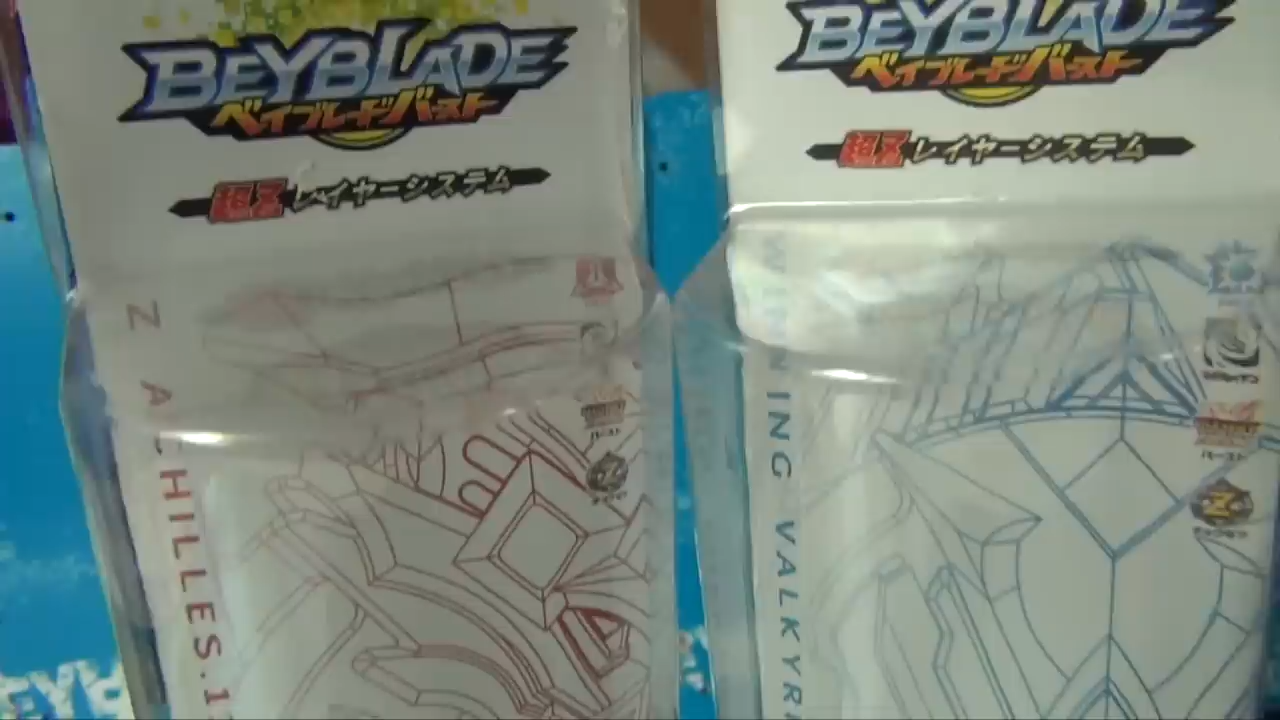 BEYBLADE
ベイブレードバースト
超Z レイヤーシステム
Z ACHILLES.1
BEYBLADE
ベイブレードバースト
超Z レイヤーシステム
WINNING VALKYR